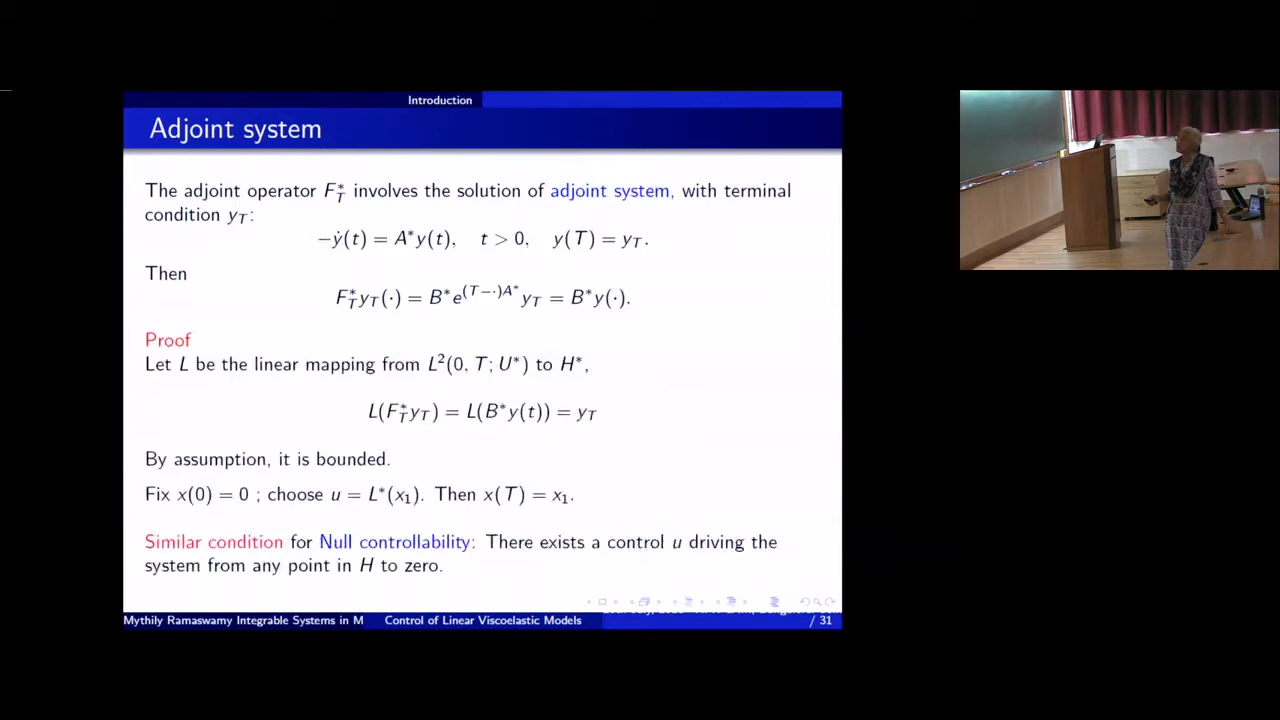 Introduction
Adjoint system
The adjoint operator F*_T involves the solution of adjoint system, with terminal
condition y_T:
−ẏ(t) = A*y(t),   t > 0,   y(T) = y_T.
Then
F*_T y_T(·) = B*e^{(T−·)A*} y_T = B*y(·).
Proof
Let L be the linear mapping from L²(0, T; U*) to H*,
L(F*_T y_T) = L(B*y(t)) = y_T
By assumption, it is bounded.
Fix x(0) = 0 ; choose u = L*(x₁). Then x(T) = x₁.
Similar condition for Null controllability: There exists a control u driving the
system from any point in H to zero.
Mythily Ramaswamy Integrable Systems in M
Control of Linear Viscoelastic Models
/ 31